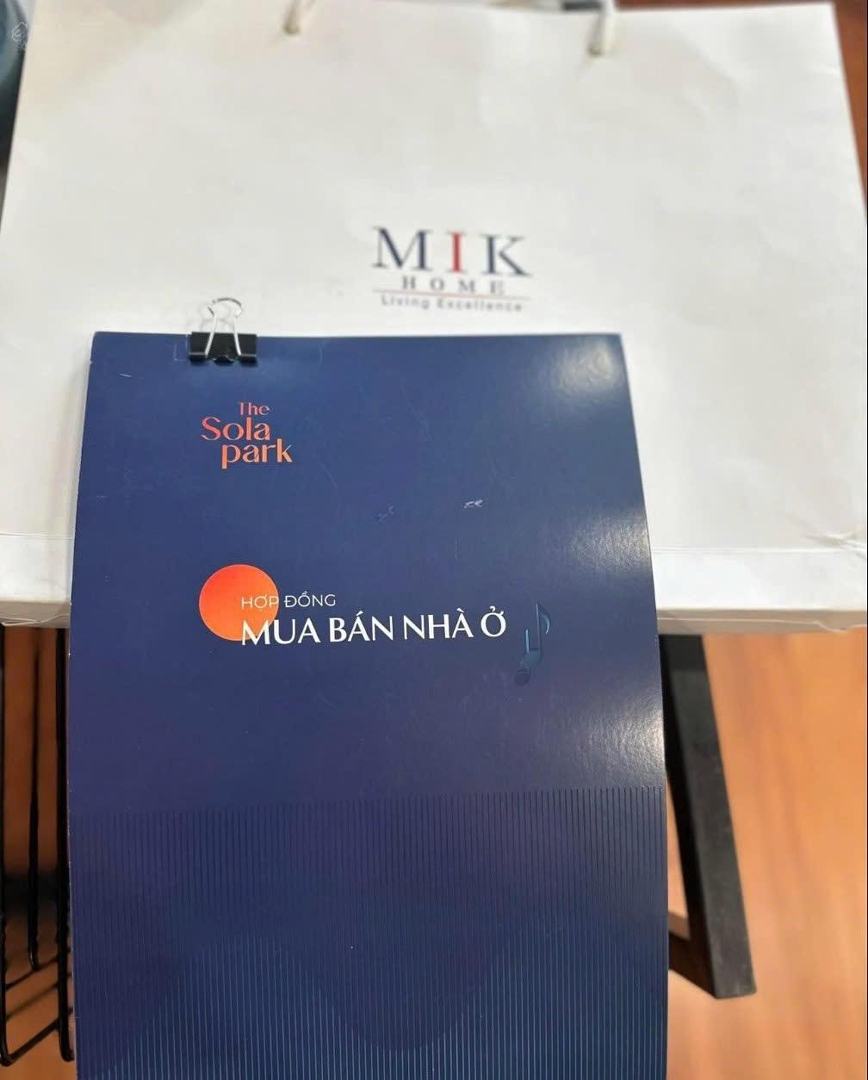 MIK
HOME
Living Excellence
The
Sola
park
HỢP ĐỒNG
MUA BÁN NHÀ Ở